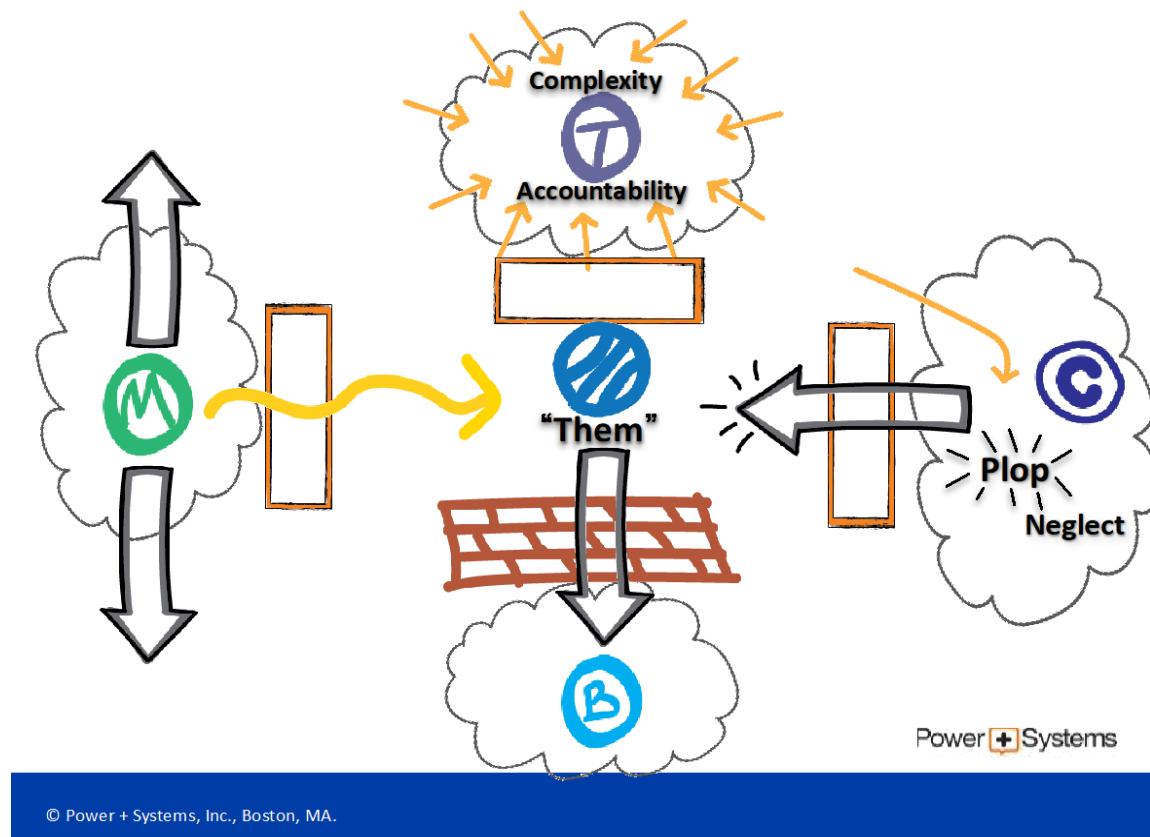 Complexity
T
Accountability
M
"Them"
C
Plop
Neglect
B
Power + Systems
© Power + Systems, Inc., Boston, MA.